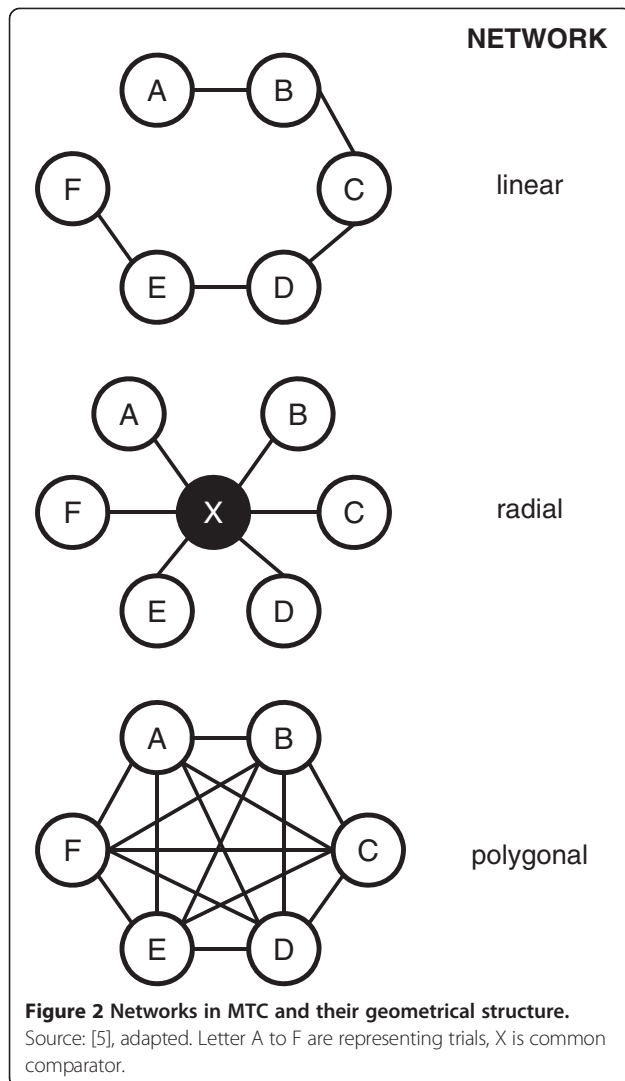 NETWORK
A B
F C linear
E D
A B
F X C radial
E D
A B
F C polygonal
E D
Figure 2 Networks in MTC and their geometrical structure.
Source: [5], adapted. Letter A to F are representing trials, X is common
comparator.